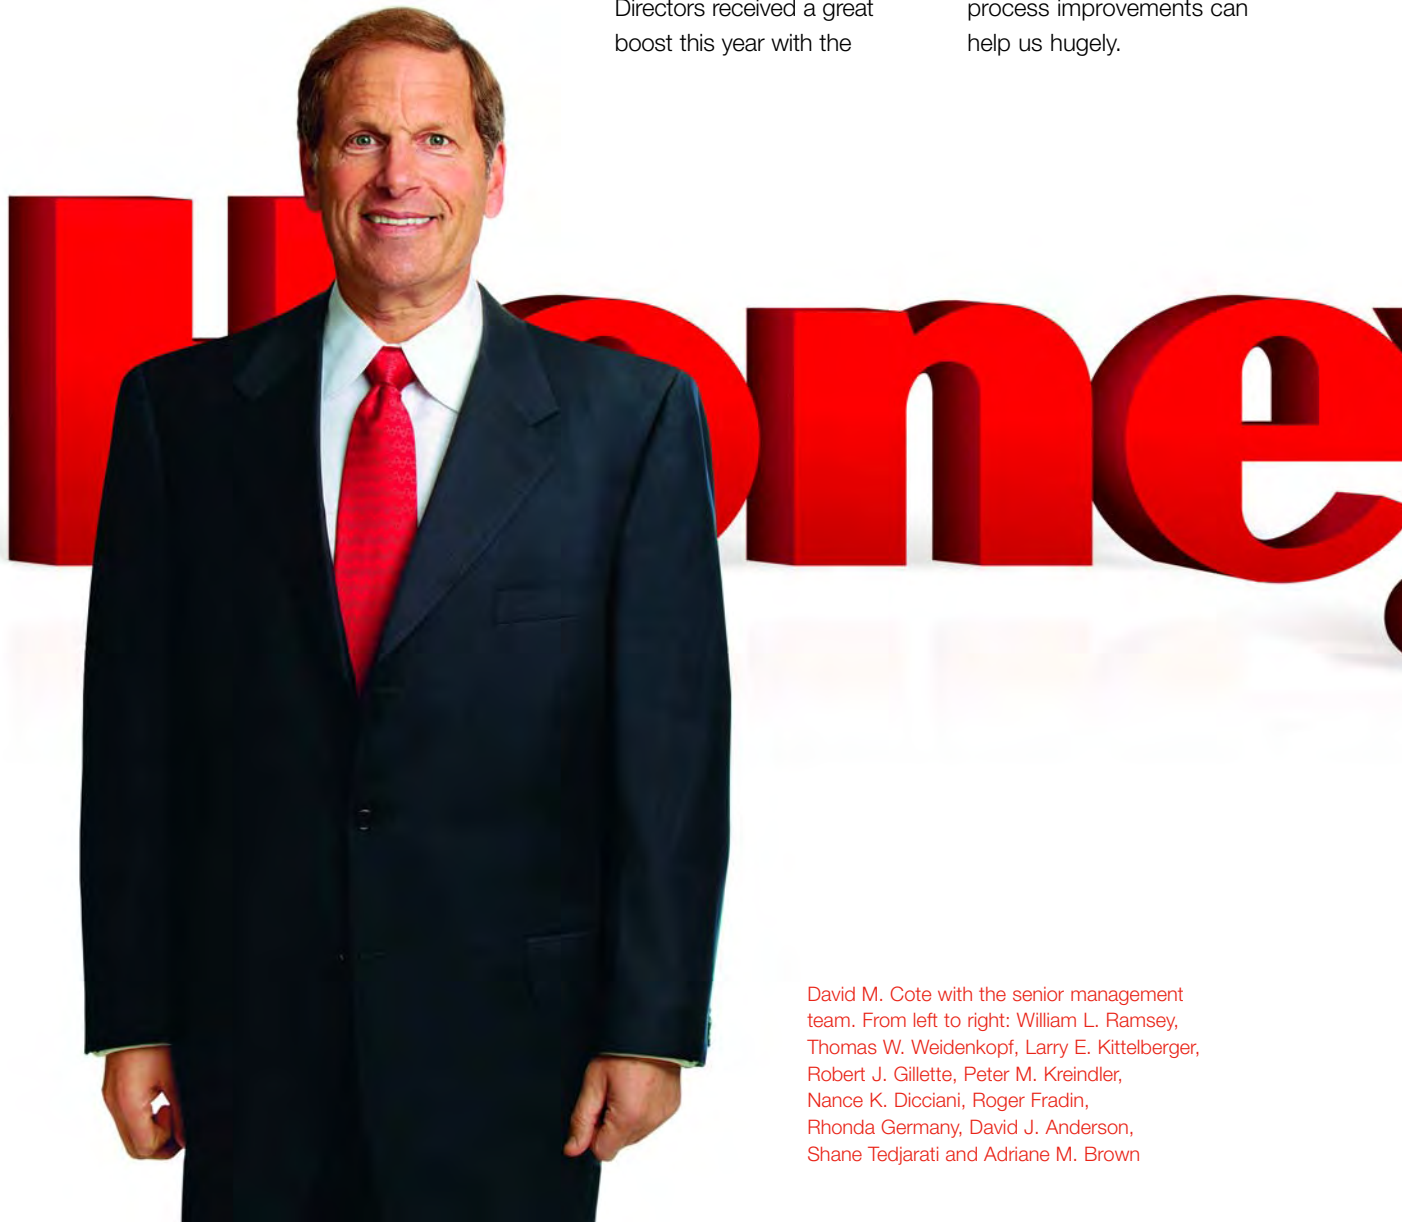 Directors received a great
boost this year with the
process improvements can
help us hugely.
Honey
David M. Cote with the senior management
team. From left to right: William L. Ramsey,
Thomas W. Weidenkopf, Larry E. Kittelberger,
Robert J. Gillette, Peter M. Kreindler,
Nance K. Dicciani, Roger Fradin,
Rhonda Germany, David J. Anderson,
Shane Tedjarati and Adriane M. Brown